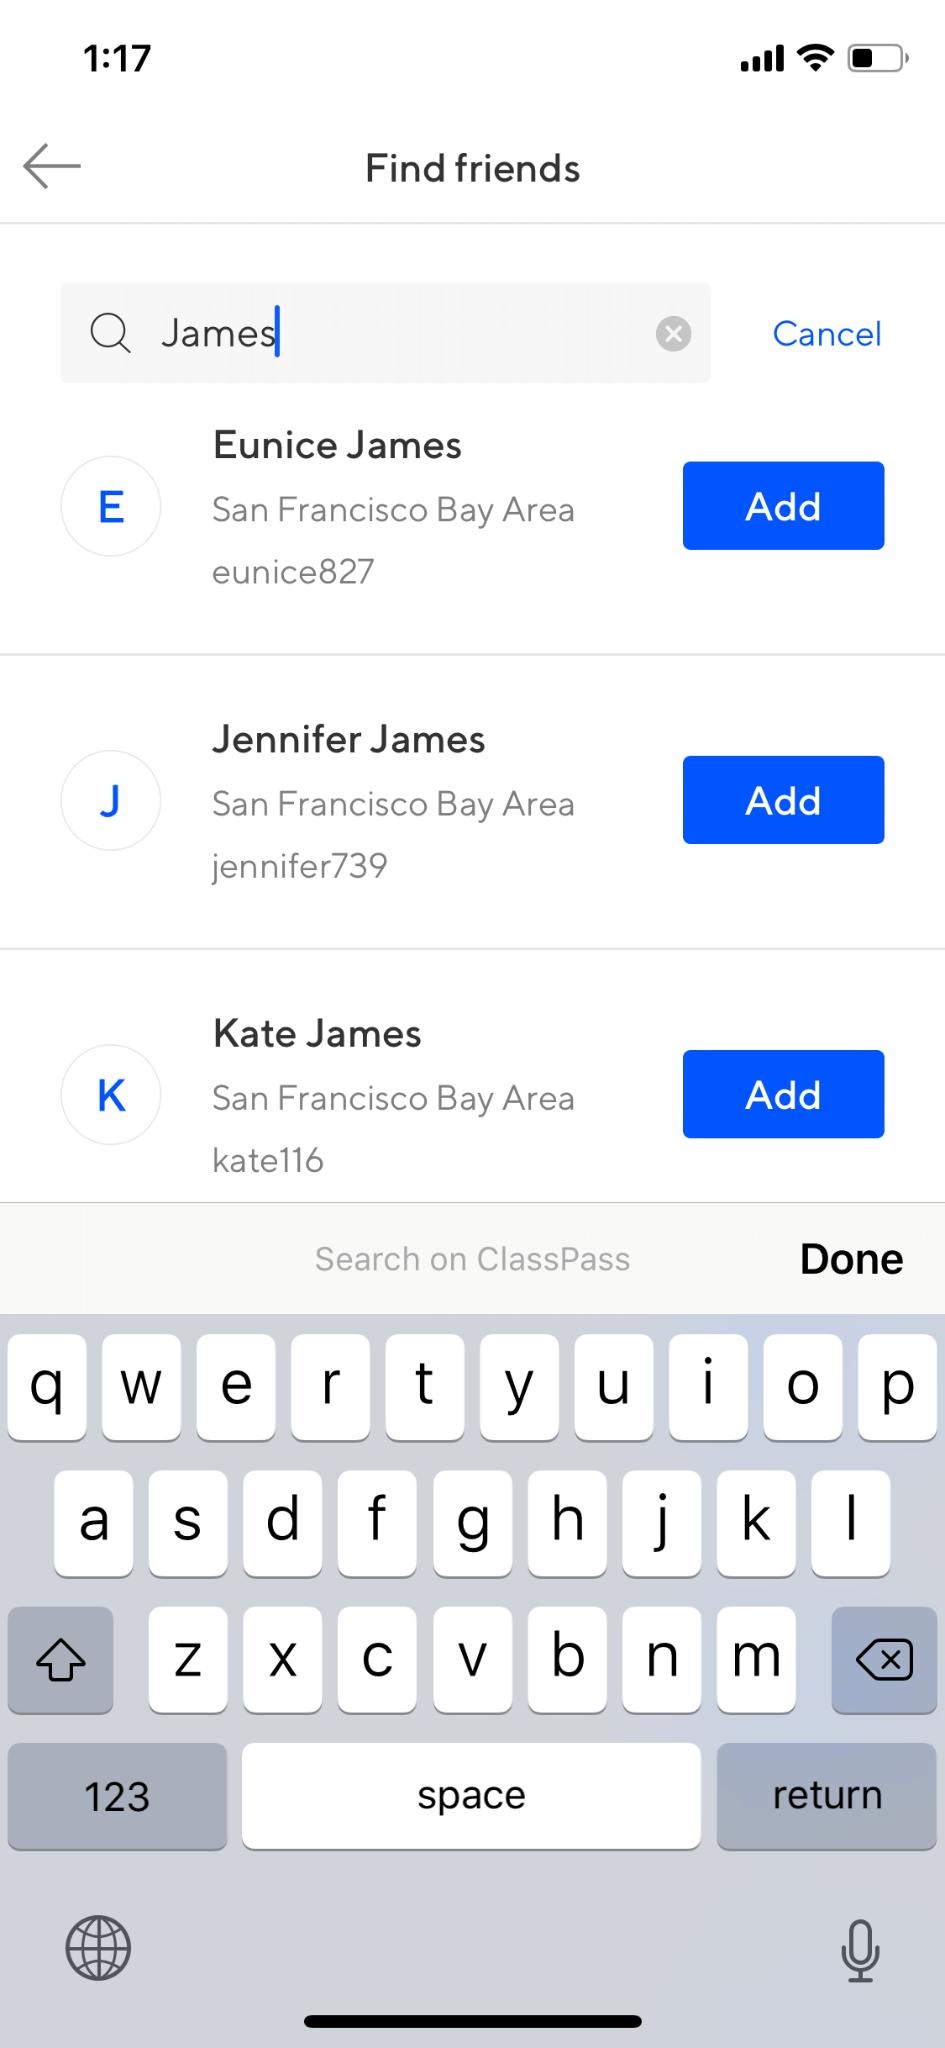 1:17
Find friends
James
Cancel
Eunice James
San Francisco Bay Area
eunice827
E
Add
Jennifer James
San Francisco Bay Area
jennifer739
J
Add
Kate James
San Francisco Bay Area
kate116
K
Add
Search on ClassPass
Done
q w e r t y u i o p
a s d f g h j k l
z x c v b n m
123 space return